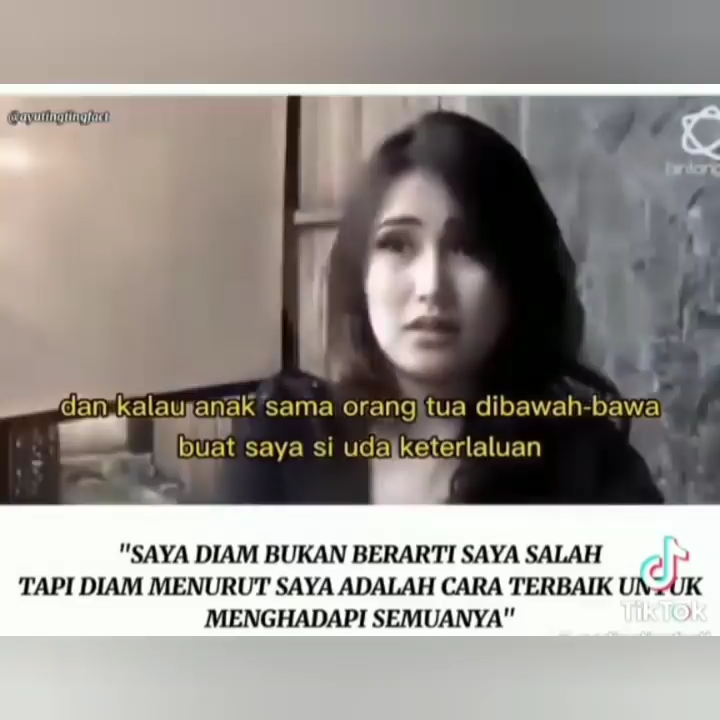 @ayutingtingfact
dan kalau anak sama orang tua dibawah-bawa
buat saya si uda keterlaluan
"SAYA DIAM BUKAN BERARTI SAYA SALAH
TAPI DIAM MENURUT SAYA ADALAH CARA TERBAIK UNTUK
MENGHADAPI SEMUANYA"
TikTok